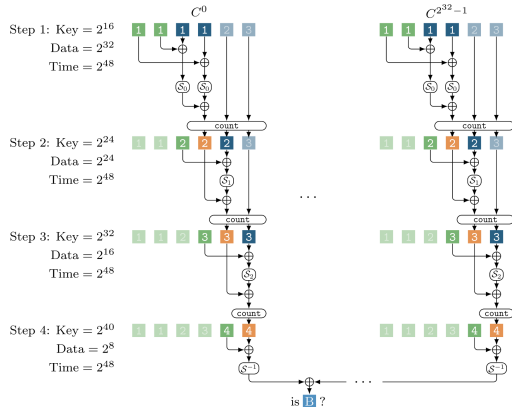 C^0 C^{2^{32}-1}
Step 1: Key = 2^{16} 1 1 1 1 2 3 1 1 1 1 2 3
Data = 2^{32}
Time = 2^{48}
S_0 S_0 S_0 S_0
count count
Step 2: Key = 2^{24} 1 1 2 2 2 3 1 1 2 2 2 3
Data = 2^{24}
Time = 2^{48} S_1 S_1
...
count count
Step 3: Key = 2^{32} 1 1 2 3 3 3 1 1 2 3 3 3
Data = 2^{16}
Time = 2^{48} S_2 S_2
count count
Step 4: Key = 2^{40} 1 1 2 3 4 4 1 1 2 3 4 4
Data = 2^8
Time = 2^{48} S^{-1} S^{-1}
...
is B ?